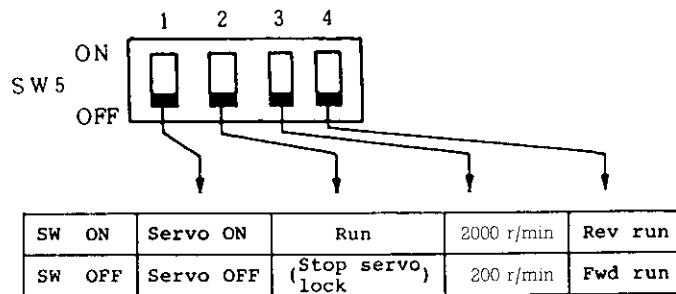 1 2 3 4
ON
SW5
OFF
SW ON Servo ON Run 2000 r/min Rev run
SW OFF Servo OFF (Stop servo lock) 200 r/min Fwd run